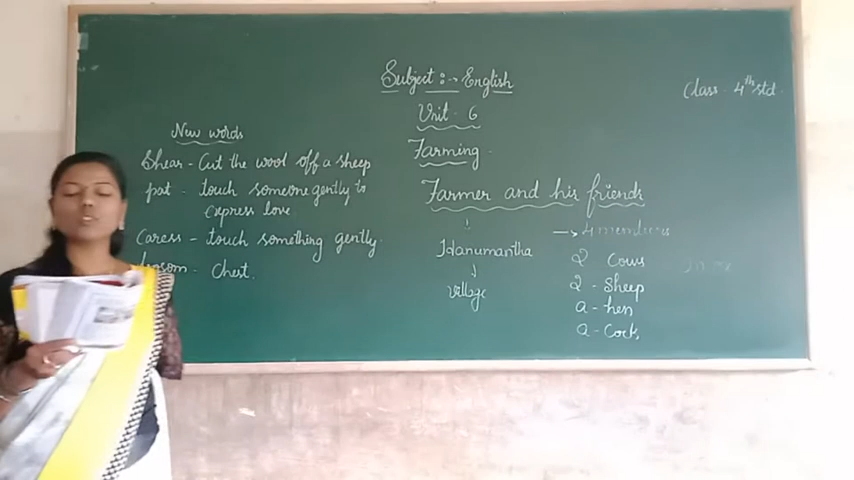 Subject :- English
Class - 4th std.
Unit - 6
New words
Farming -
Shear - Cut the wool off a sheep
pat - touch someone gently to
express love
Caress - touch something gently.
- Chest.
Farmer and his friends
Hanumantha
village
→ 4 members
2 Cows
2 - Sheep
a - hen
a - Cock